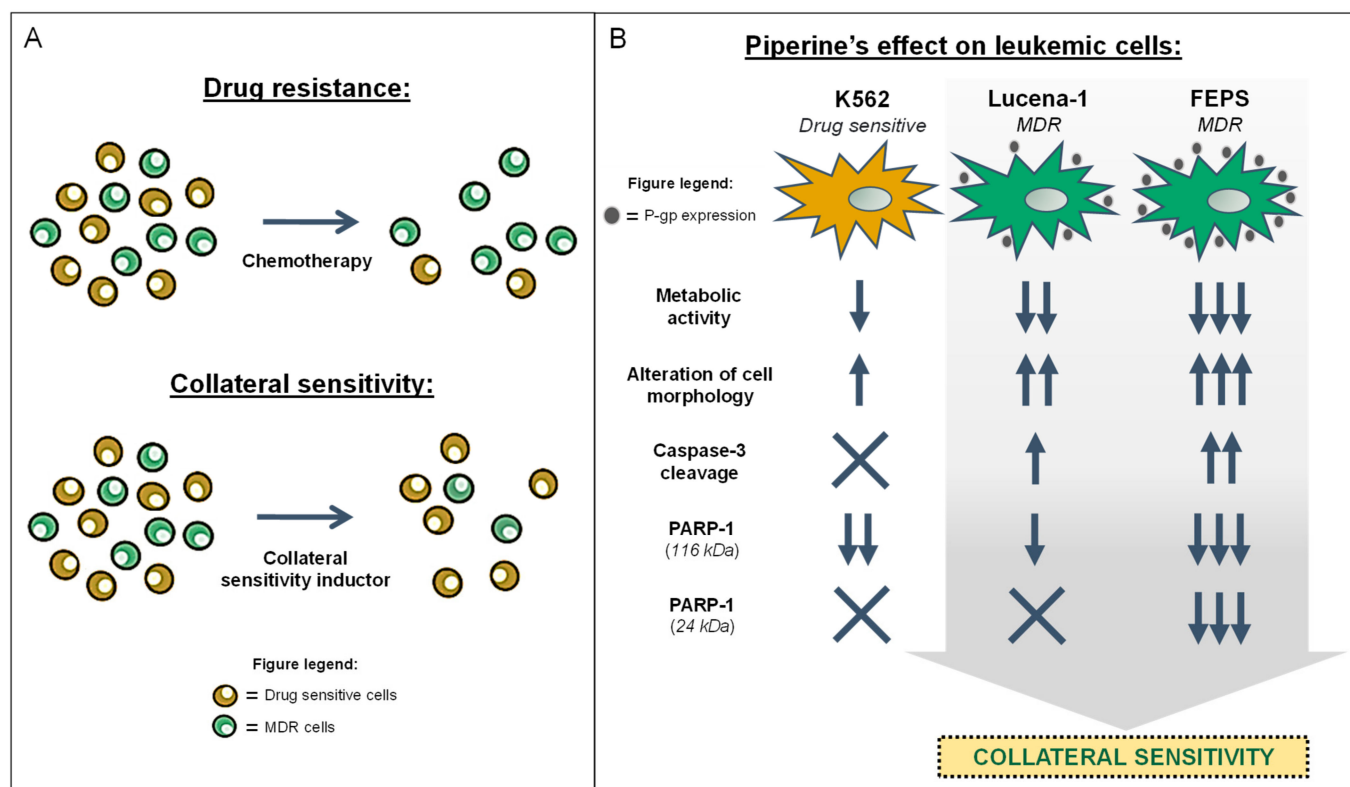 A
Drug resistance:
Chemotherapy
Collateral sensitivity:
Collateral
sensitivity inductor
Figure legend:
= Drug sensitive cells
= MDR cells
B
Piperine's effect on leukemic cells:
K562
Drug sensitive
Lucena-1
MDR
FEPS
MDR
Figure legend:
= P-gp expression
Metabolic
activity
Alteration of cell
morphology
Caspase-3
cleavage
PARP-1
(116 kDa)
PARP-1
(24 kDa)
COLLATERAL SENSITIVITY